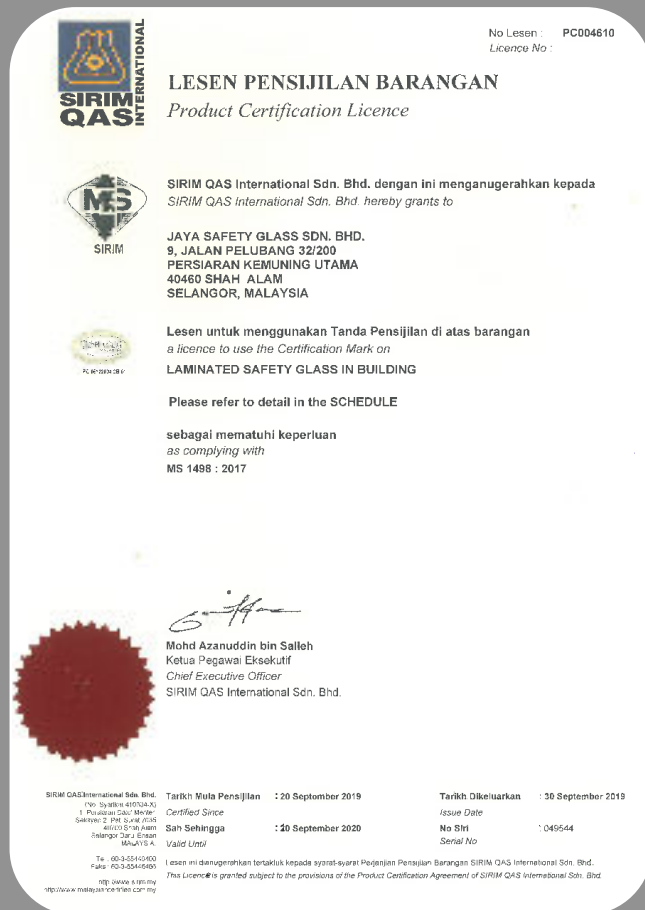 No Lesen : PC004610
Licence No :
SIRIM
QAS
INTERNATIONAL
LESEN PENSIJILAN BARANGAN
Product Certification Licence
MS
SIRIM
SIRIM QAS International Sdn. Bhd. dengan ini menganugerahkan kepada
SIRIM QAS International Sdn. Bhd. hereby grants to
JAYA SAFETY GLASS SDN. BHD.
9, JALAN PELUBANG 32/200
PERSIARAN KEMUNING UTAMA
40460 SHAH ALAM
SELANGOR, MALAYSIA
Lesen untuk menggunakan Tanda Pensijilan di atas barangan
a licence to use the Certification Mark on
LAMINATED SAFETY GLASS IN BUILDING
Please refer to detail in the SCHEDULE
sebagai mematuhi keperluan
as complying with
MS 1498 : 2017
Mohd Azanuddin bin Salleh
Ketua Pegawai Eksekutif
Chief Executive Officer
SIRIM QAS International Sdn. Bhd.
SIRIM QAS International Sdn. Bhd.
Shah Alam
Tarikh Mula Pensijilan : 20 September 2019
Certified Since
Sah Sehingga : 20 September 2020
Valid Until
Tarikh Dikeluarkan : 30 September 2019
Issue Date
No Siri : 049544
Serial No
Lesen ini dianugerahkan tertakluk kepada syarat-syarat Perjanjian Pensijilan Barangan SIRIM QAS International Sdn. Bhd.
This Licence is granted subject to the provisions of the Product Certification Agreement of SIRIM QAS International Sdn. Bhd.